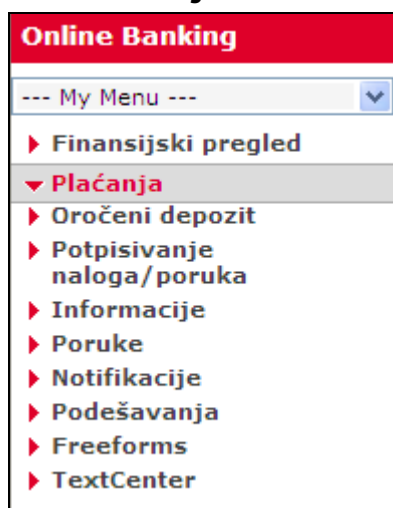 Online Banking
--- My Menu ---
Finansijski pregled
Plaćanja
Oročeni depozit
Potpisivanje
naloga/poruka
Informacije
Poruke
Notifikacije
Podešavanja
Freeforms
TextCenter